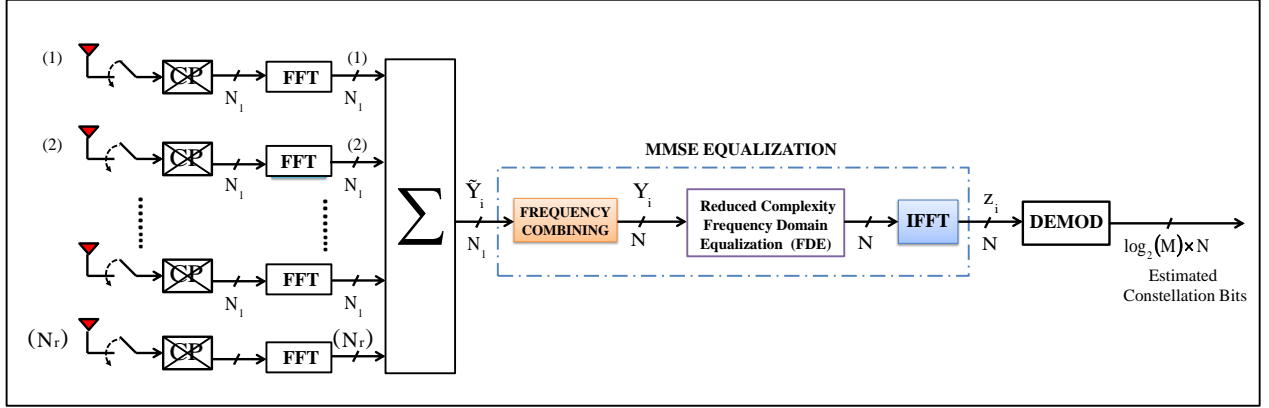 (1)
CP
N₁
FFT
(1)
N₁
(2)
CP
N₁
FFT
(2)
N₁
CP
N₁
FFT
N₁
(Nr)
CP
FFT
(Nr)
∑
Ỹᵢ
N₁
MMSE EQUALIZATION
FREQUENCY
COMBINING
Yᵢ
N
Reduced Complexity
Frequency Domain
Equalization (FDE)
N
IFFT
zᵢ
N
DEMOD
log₂(M)×N
Estimated
Constellation Bits